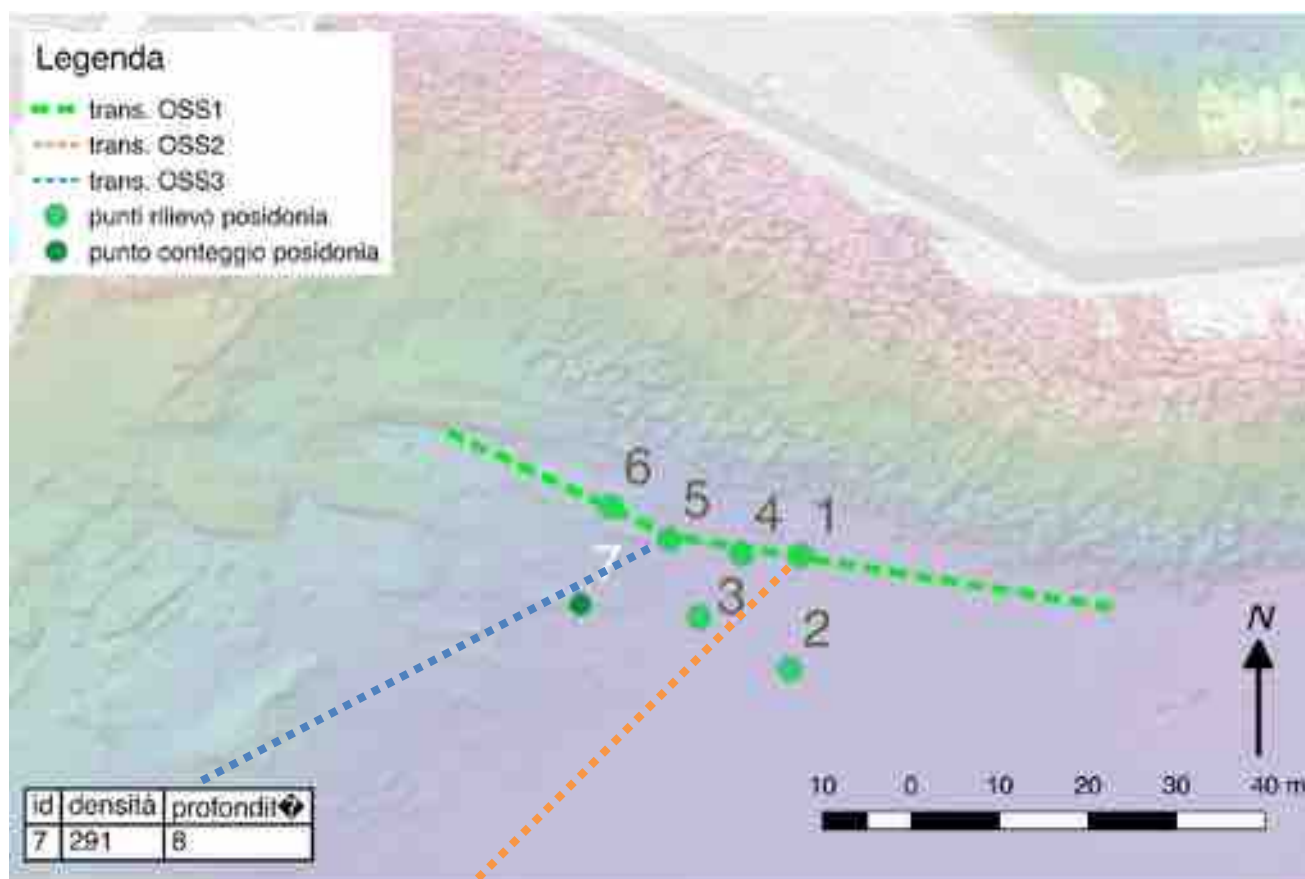 Legenda
trans. OSS1
trans. OSS2
trans. OSS3
punti rilievo posidonia
punto conteggio posidonia
6
5
4
1
7
3
2
N
10 0 10 20 30 40 m
id densità profondit�
7 291 8